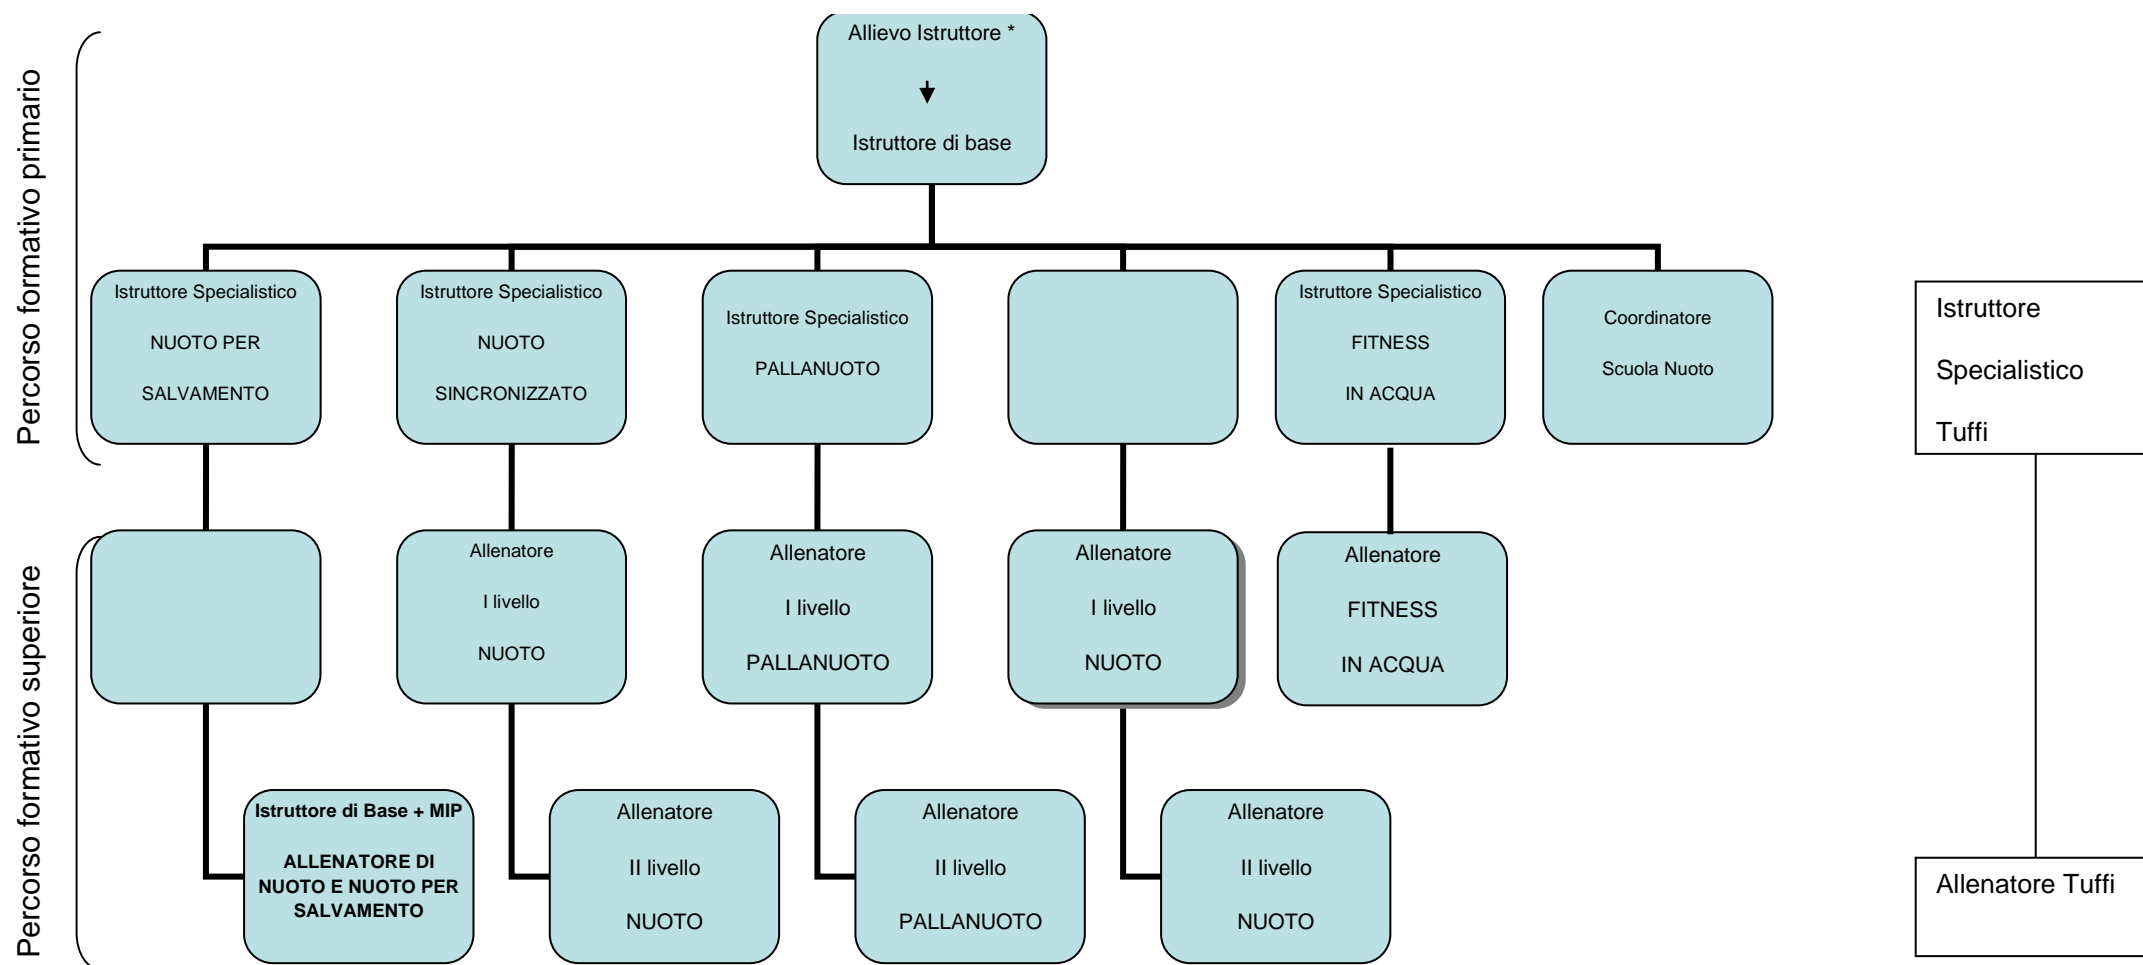 Percorso formativo primario
Allievo Istruttore *
Istruttore di base
Istruttore Specialistico
NUOTO PER
SALVAMENTO
Istruttore Specialistico
NUOTO
SINCRONIZZATO
Istruttore Specialistico
PALLANUOTO
Istruttore Specialistico
FITNESS
IN ACQUA
Coordinatore
Scuola Nuoto
Istruttore
Specialistico
Tuffi
Percorso formativo superiore
Allenatore
I livello
NUOTO
Allenatore
I livello
PALLANUOTO
Allenatore
I livello
NUOTO
Allenatore
FITNESS
IN ACQUA
Istruttore di Base + MIP
ALLENATORE DI
NUOTO E NUOTO PER
SALVAMENTO
Allenatore
II livello
NUOTO
Allenatore
II livello
PALLANUOTO
Allenatore
II livello
NUOTO
Allenatore Tuffi